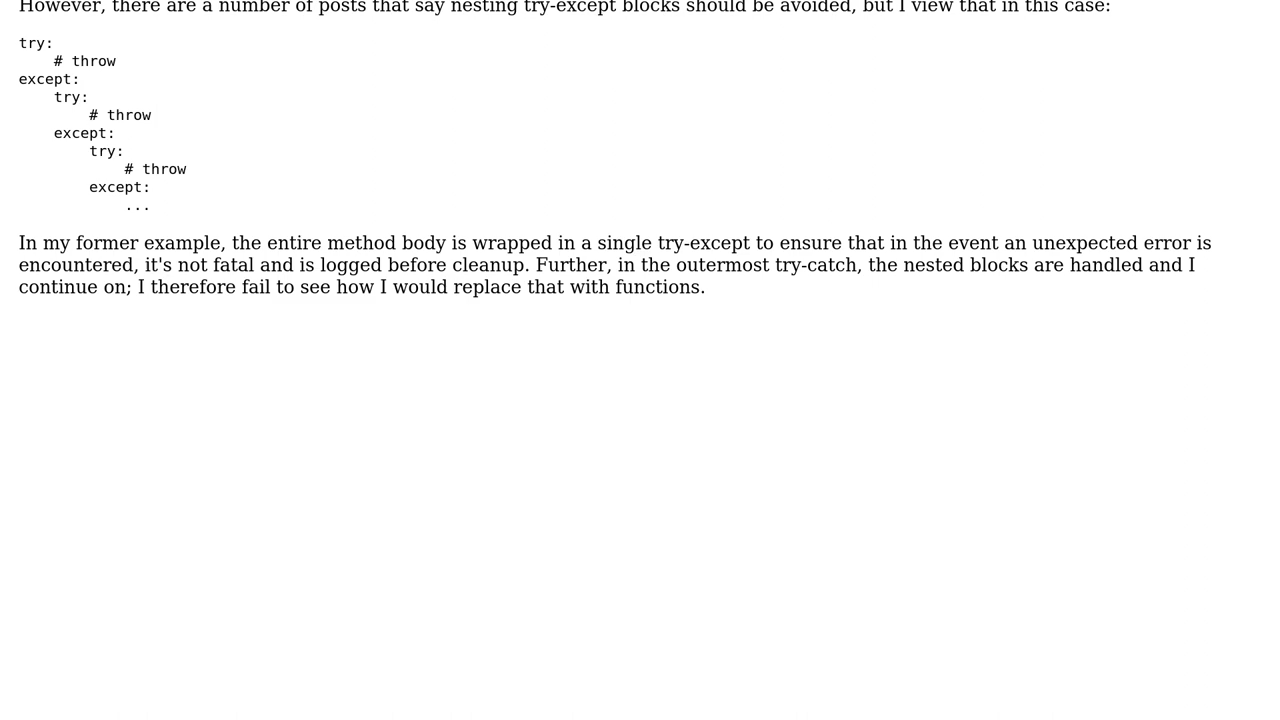 However, there are a number of posts that say nesting try-except blocks should be avoided, but I view that in this case:
try:
    # throw
except:
    try:
        # throw
    except:
        try:
            # throw
        except:
            ...
In my former example, the entire method body is wrapped in a single try-except to ensure that in the event an unexpected error is
encountered, it's not fatal and is logged before cleanup. Further, in the outermost try-catch, the nested blocks are handled and I
continue on; I therefore fail to see how I would replace that with functions.